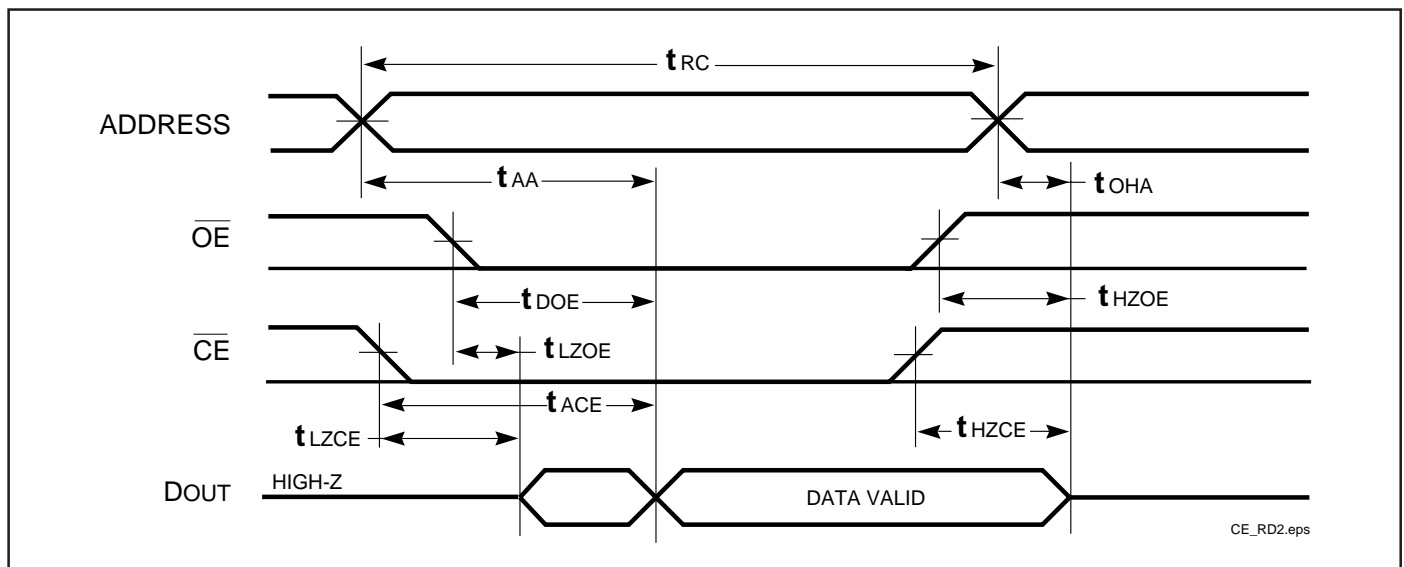 tRC
ADDRESS
tAA
tOHA
OE
tDOE
tHZOE
CE
tLZOE
tACE
tLZCE
tHZCE
DOUT
HIGH-Z
DATA VALID
CE_RD2.eps